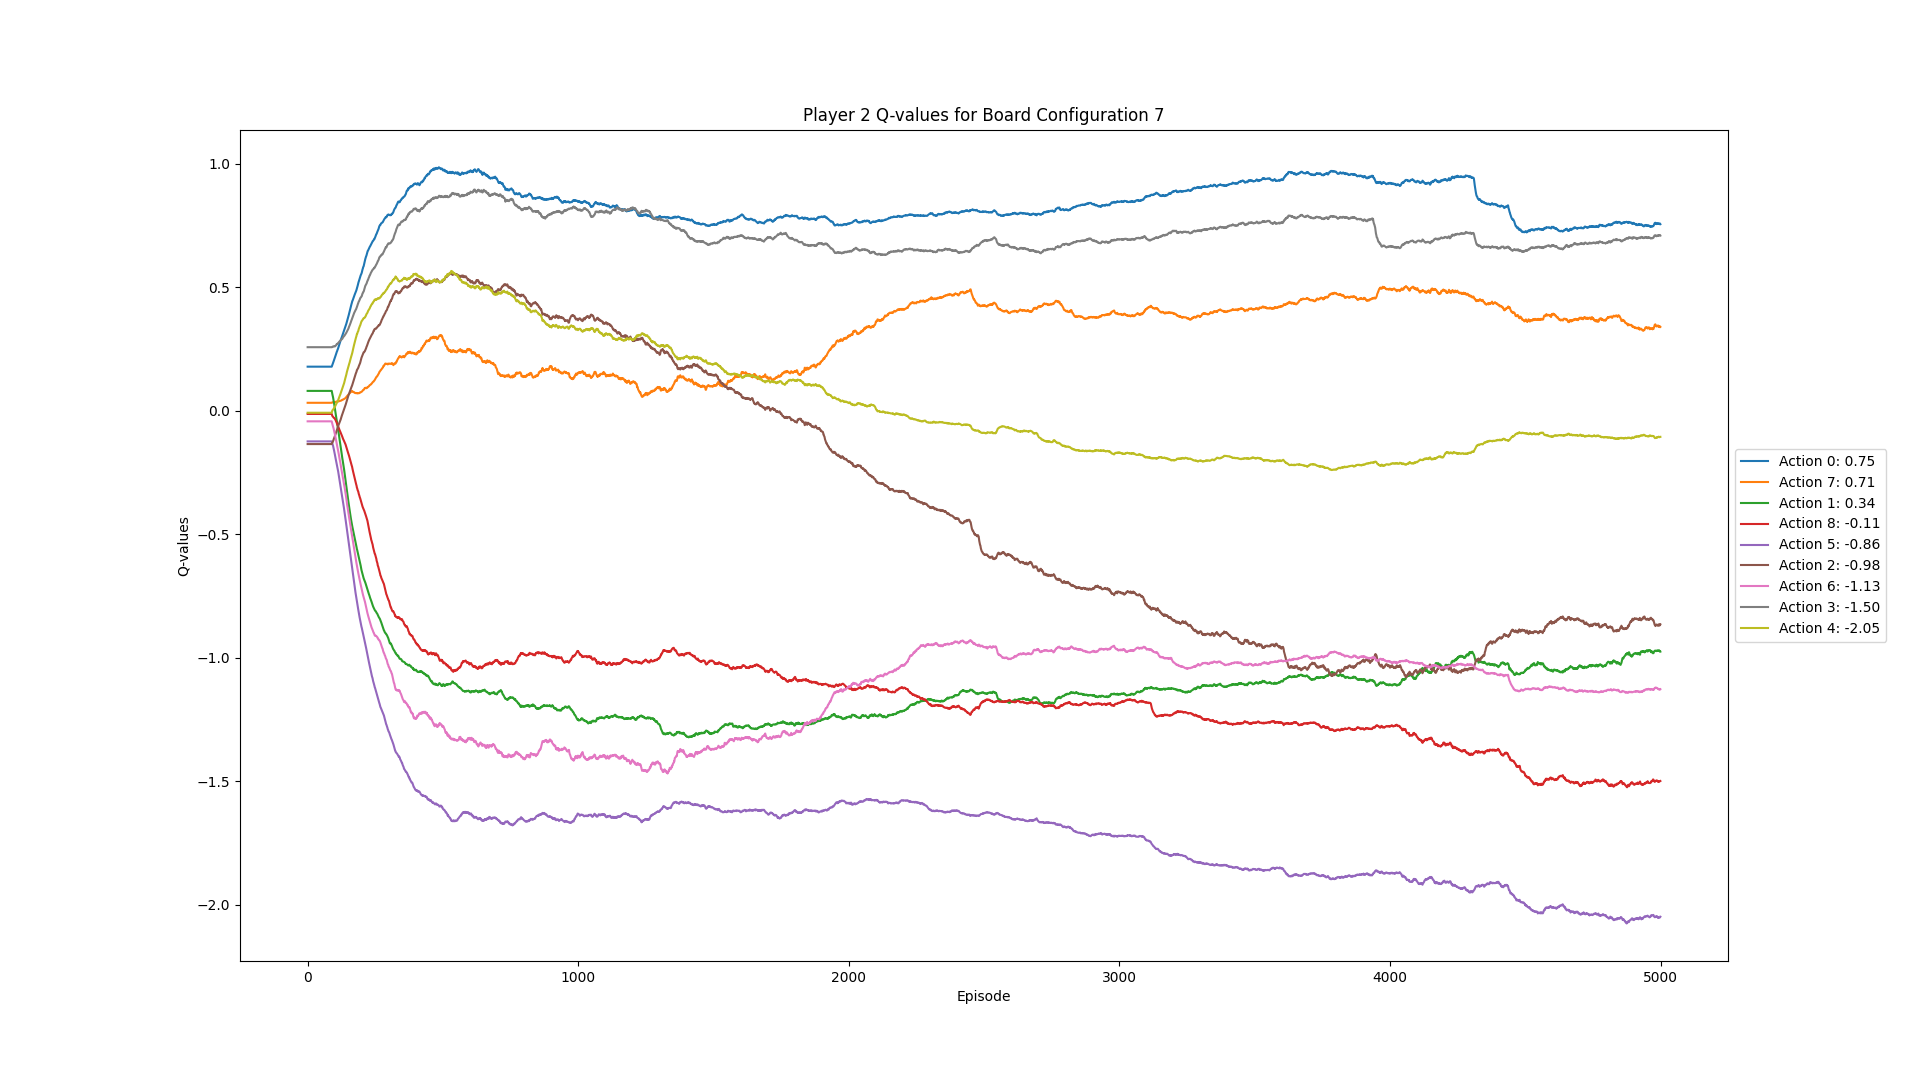 Player 2 Q-values for Board Configuration 7
1.0
0.5
0.0
−0.5
−1.0
−1.5
−2.0
Q-values
0 1000 2000 3000 4000 5000
Episode
Action 0: 0.75
Action 7: 0.71
Action 1: 0.34
Action 8: -0.11
Action 5: -0.86
Action 2: -0.98
Action 6: -1.13
Action 3: -1.50
Action 4: -2.05